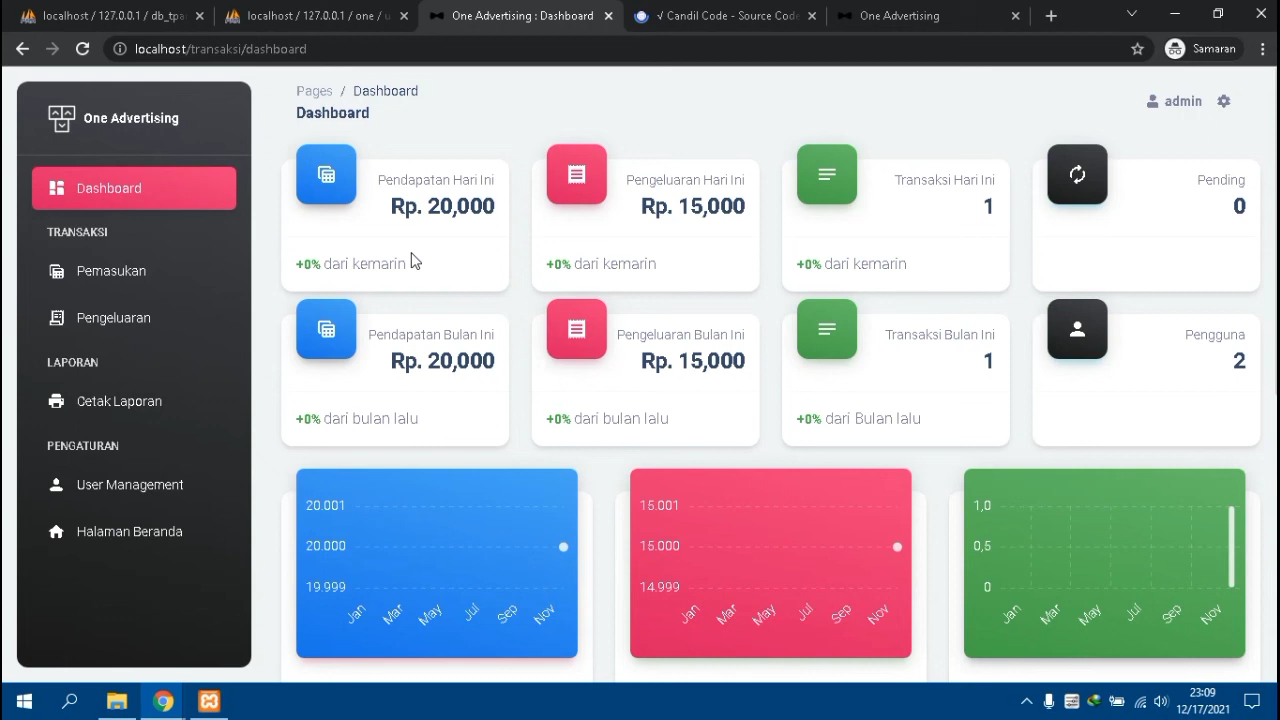 localhost / 127.0.0.1 / db_tpa
localhost / 127.0.0.1 / one / u
One Advertising : Dashboard
√ Candil Code - Source Code
One Advertising
localhost/transaksi/dashboard
Samaran
One Advertising
Dashboard
TRANSAKSI
Pemasukan
Pengeluaran
LAPORAN
Cetak Laporan
PENGATURAN
User Management
Halaman Beranda
Pages / Dashboard
Dashboard
admin
Pendapatan Hari Ini
Rp. 20,000
+0% dari kemarin
Pengeluaran Hari Ini
Rp. 15,000
+0% dari kemarin
Transaksi Hari Ini
1
+0% dari kemarin
Pending
0
Pendapatan Bulan Ini
Rp. 20,000
+0% dari bulan lalu
Pengeluaran Bulan Ini
Rp. 15,000
+0% dari bulan lalu
Transaksi Bulan Ini
1
+0% dari Bulan lalu
Pengguna
2
20.001
20.000
19.999
Jan Mar May Jul Sep Nov
15.001
15.000
14.999
Jan Mar May Jul Sep Nov
1,0
0,5
0
Jan Mar May Jul Sep Nov
23:09
12/17/2021